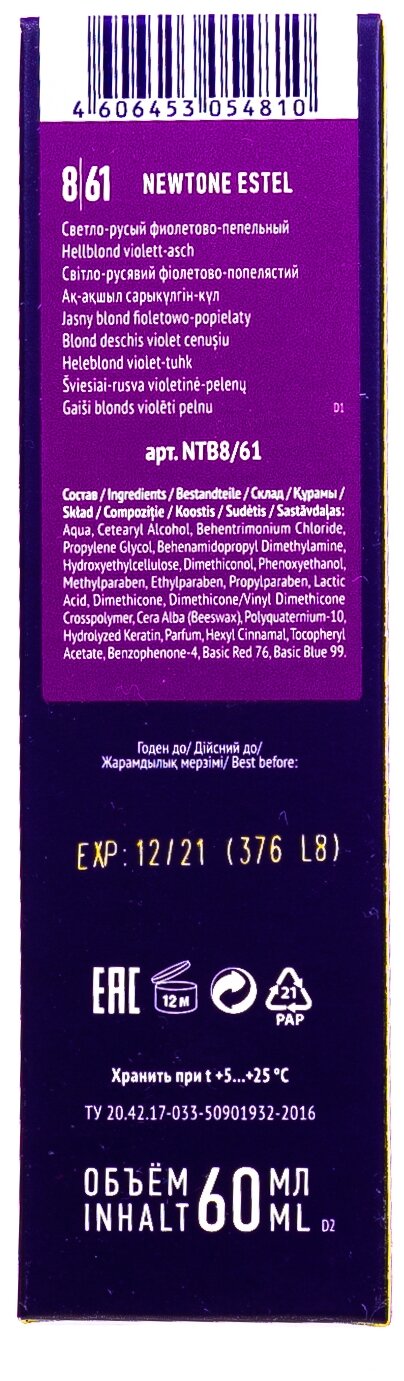 4 606453 054810
8|61 NEWTONE ESTEL
Светло-русый фиолетово-пепельный
Hellblond violett-asch
Світло-русявий фіолетово-попелястий
Ақ-ақшыл сарыкүлгін-күл
Jasny blond fioletowo-popielaty
Blond deschis violet cenușiu
Heleblond violet-tuhk
Šviesiai-rusva violetinė-pelenų
Gaiši blonds violēti pelnu D1
арт. NTB8/61
Состав / Ingredients / Bestandteile / Склад / Құрамы /
Skład / Compoziție / Koostis / Sudėtis / Sastāvdaļas:
Aqua, Cetearyl Alcohol, Behentrimonium Chloride,
Propylene Glycol, Behenamidopropyl Dimethylamine,
Hydroxyethylcellulose, Dimethiconol, Phenoxyethanol,
Methylparaben, Ethylparaben, Propylparaben, Lactic
Acid, Dimethicone, Dimethicone/Vinyl Dimethicone
Crosspolymer, Cera Alba (Beeswax), Polyquaternium-10,
Hydrolyzed Keratin, Parfum, Hexyl Cinnamal, Tocopheryl
Acetate, Benzophenone-4, Basic Red 76, Basic Blue 99.
Годен до/ Дійсний до/
Жарамдылық мерзімі/ Best before:
EXP: 12/21 (376 L8)
EAC 12 M 21
PAP
Хранить при t +5...+25 °C
ТУ 20.42.17-033-50901932-2016
ОБЪЁМ 60 МЛ
INHALT ML D2